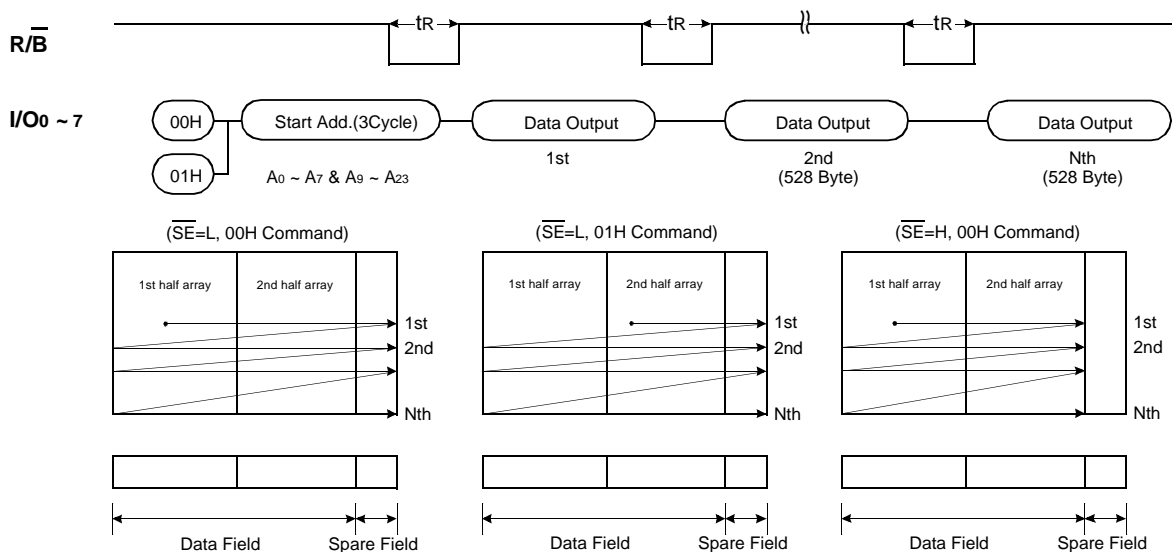 tR tR tR
R/B
I/O0 ~ 7
00H Start Add.(3Cycle) Data Output Data Output Data Output
01H
A0 ~ A7 & A9 ~ A23
1st 2nd Nth
(528 Byte) (528 Byte)
(SE=L, 00H Command) (SE=L, 01H Command) (SE=H, 00H Command)
1st half array 2nd half array 1st half array 2nd half array 1st half array 2nd half array
1st 1st 1st
2nd 2nd 2nd
Nth Nth Nth
Data Field Spare Field Data Field Spare Field Data Field Spare Field